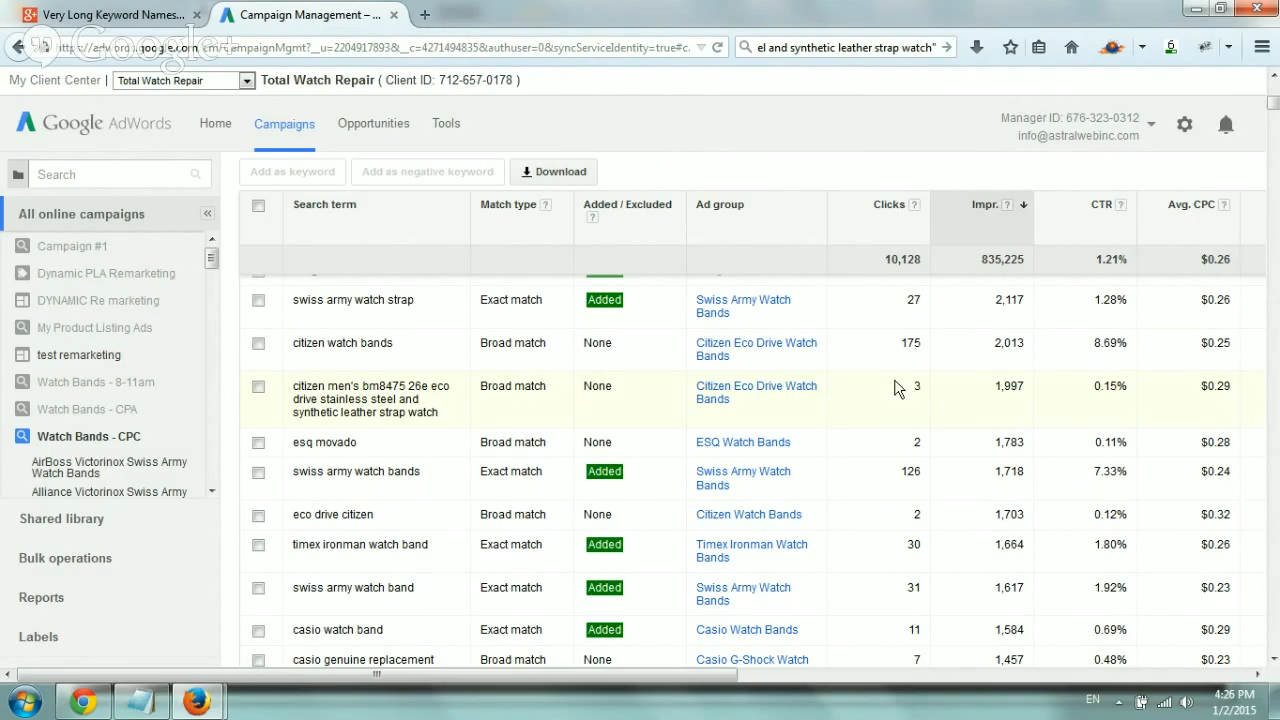 Very Long Keyword Names...
Campaign Management – ...
Google+
https://adwords.google.com/cm/CampaignMgmt?__u=2204917893&__c=4271494835&authuser=0&syncServiceIdentity=true#c.
el and synthetic leather strap watch"
My Client Center | Total Watch Repair Total Watch Repair ( Client ID: 712-657-0178 )
Google AdWords
Home Campaigns Opportunities Tools
Manager ID: 676-323-0312
info@astralwebinc.com
Search
All online campaigns «
Campaign #1
Dynamic PLA Remarketing
DYNAMIC Re marketing
My Product Listing Ads
test remarketing
Watch Bands - 8-11am
Watch Bands - CPA
Watch Bands - CPC
AirBoss Victorinox Swiss Army
Watch Bands
Alliance Victorinox Swiss Army
Shared library
Bulk operations
Reports
Labels
Add as keyword Add as negative keyword Download
Search term Match type ? Added / Excluded ? Ad group Clicks ? Impr. ? CTR ? Avg. CPC ?
10,128 835,225 1.21% $0.26
swiss army watch strap Exact match Added Swiss Army Watch 27 2,117 1.28% $0.26
Bands
citizen watch bands Broad match None Citizen Eco Drive Watch 175 2,013 8.69% $0.25
Bands
citizen men's bm8475 26e eco Broad match None Citizen Eco Drive Watch 3 1,997 0.15% $0.29
drive stainless steel and Bands
synthetic leather strap watch
esq movado Broad match None ESQ Watch Bands 2 1,783 0.11% $0.28
swiss army watch bands Exact match Added Swiss Army Watch 126 1,718 7.33% $0.24
Bands
eco drive citizen Broad match None Citizen Watch Bands 2 1,703 0.12% $0.32
timex ironman watch band Exact match Added Timex Ironman Watch 30 1,664 1.80% $0.26
Bands
swiss army watch band Exact match Added Swiss Army Watch 31 1,617 1.92% $0.23
Bands
casio watch band Exact match Added Casio Watch Bands 11 1,584 0.69% $0.29
casio genuine replacement Broad match None Casio G-Shock Watch 7 1,457 0.48% $0.23
EN
4:26 PM
1/2/2015